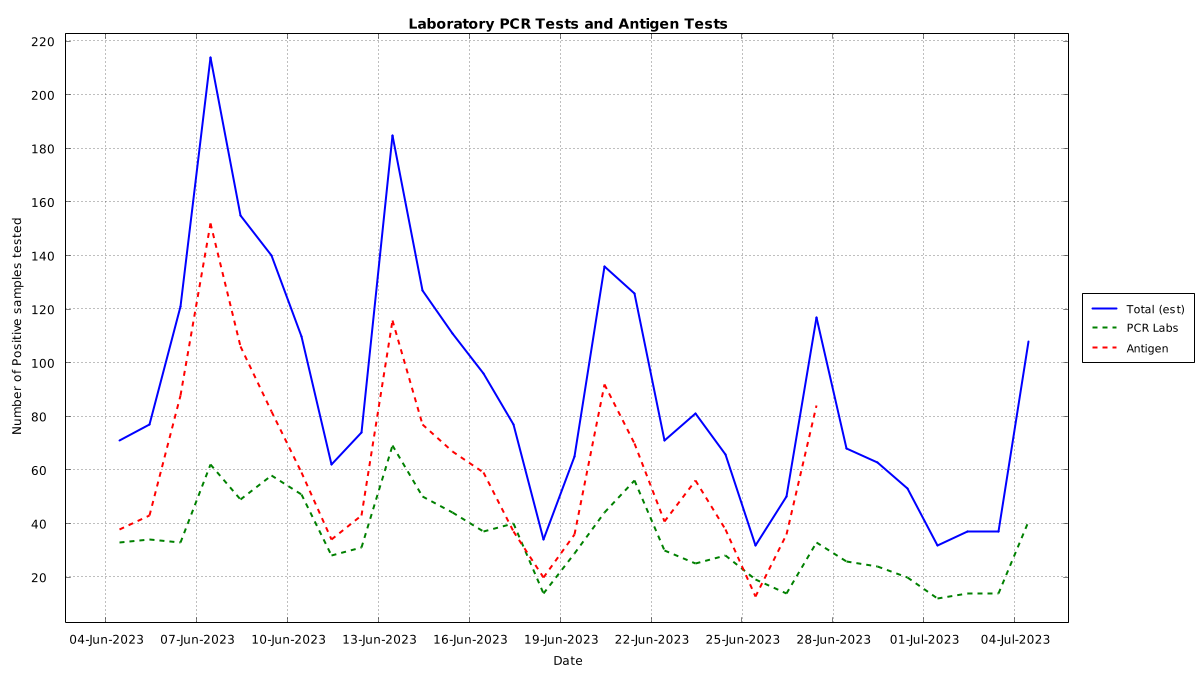 Laboratory PCR Tests and Antigen Tests
220
200
180
160
140
120
100
80
60
40
20
Number of Positive samples tested
04-Jun-2023 07-Jun-2023 10-Jun-2023 13-Jun-2023 16-Jun-2023 19-Jun-2023 22-Jun-2023 25-Jun-2023 28-Jun-2023 01-Jul-2023 04-Jul-2023
Date
Total (est)
PCR Labs
Antigen